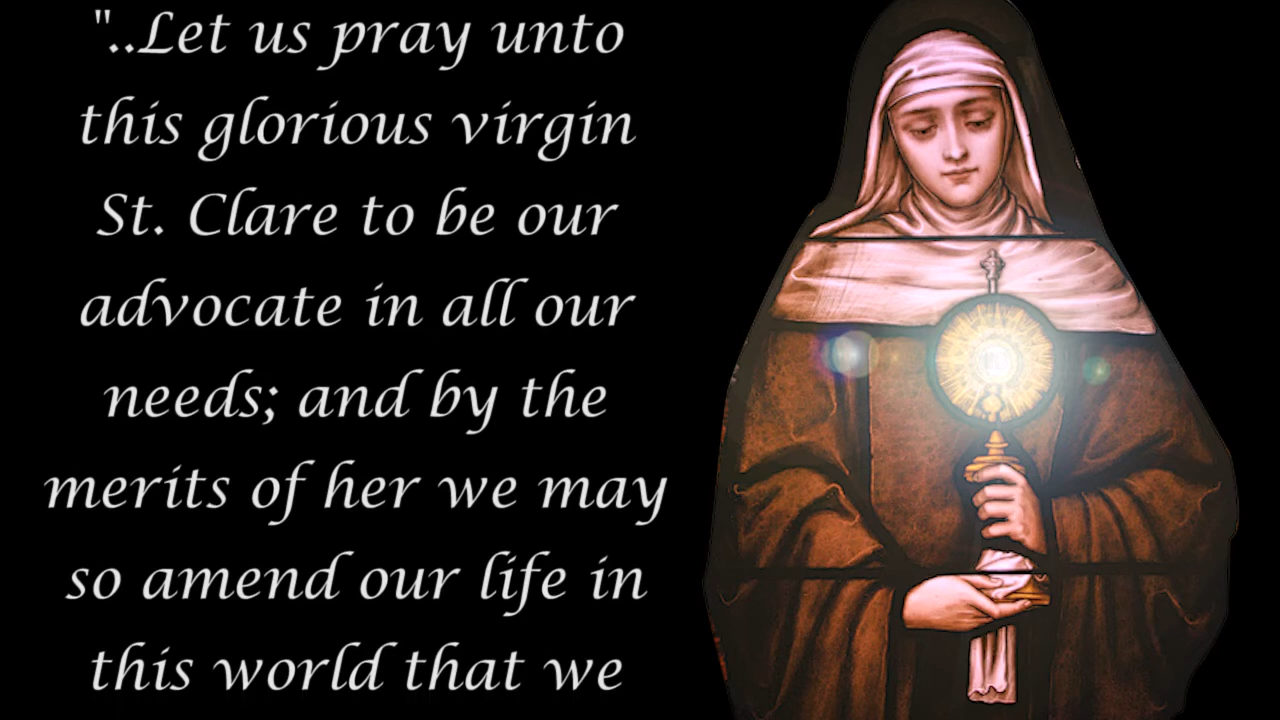 "..Let us pray unto
this glorious virgin
St. Clare to be our
advocate in all our
needs; and by the
merits of her we may
so amend our life in
this world that we